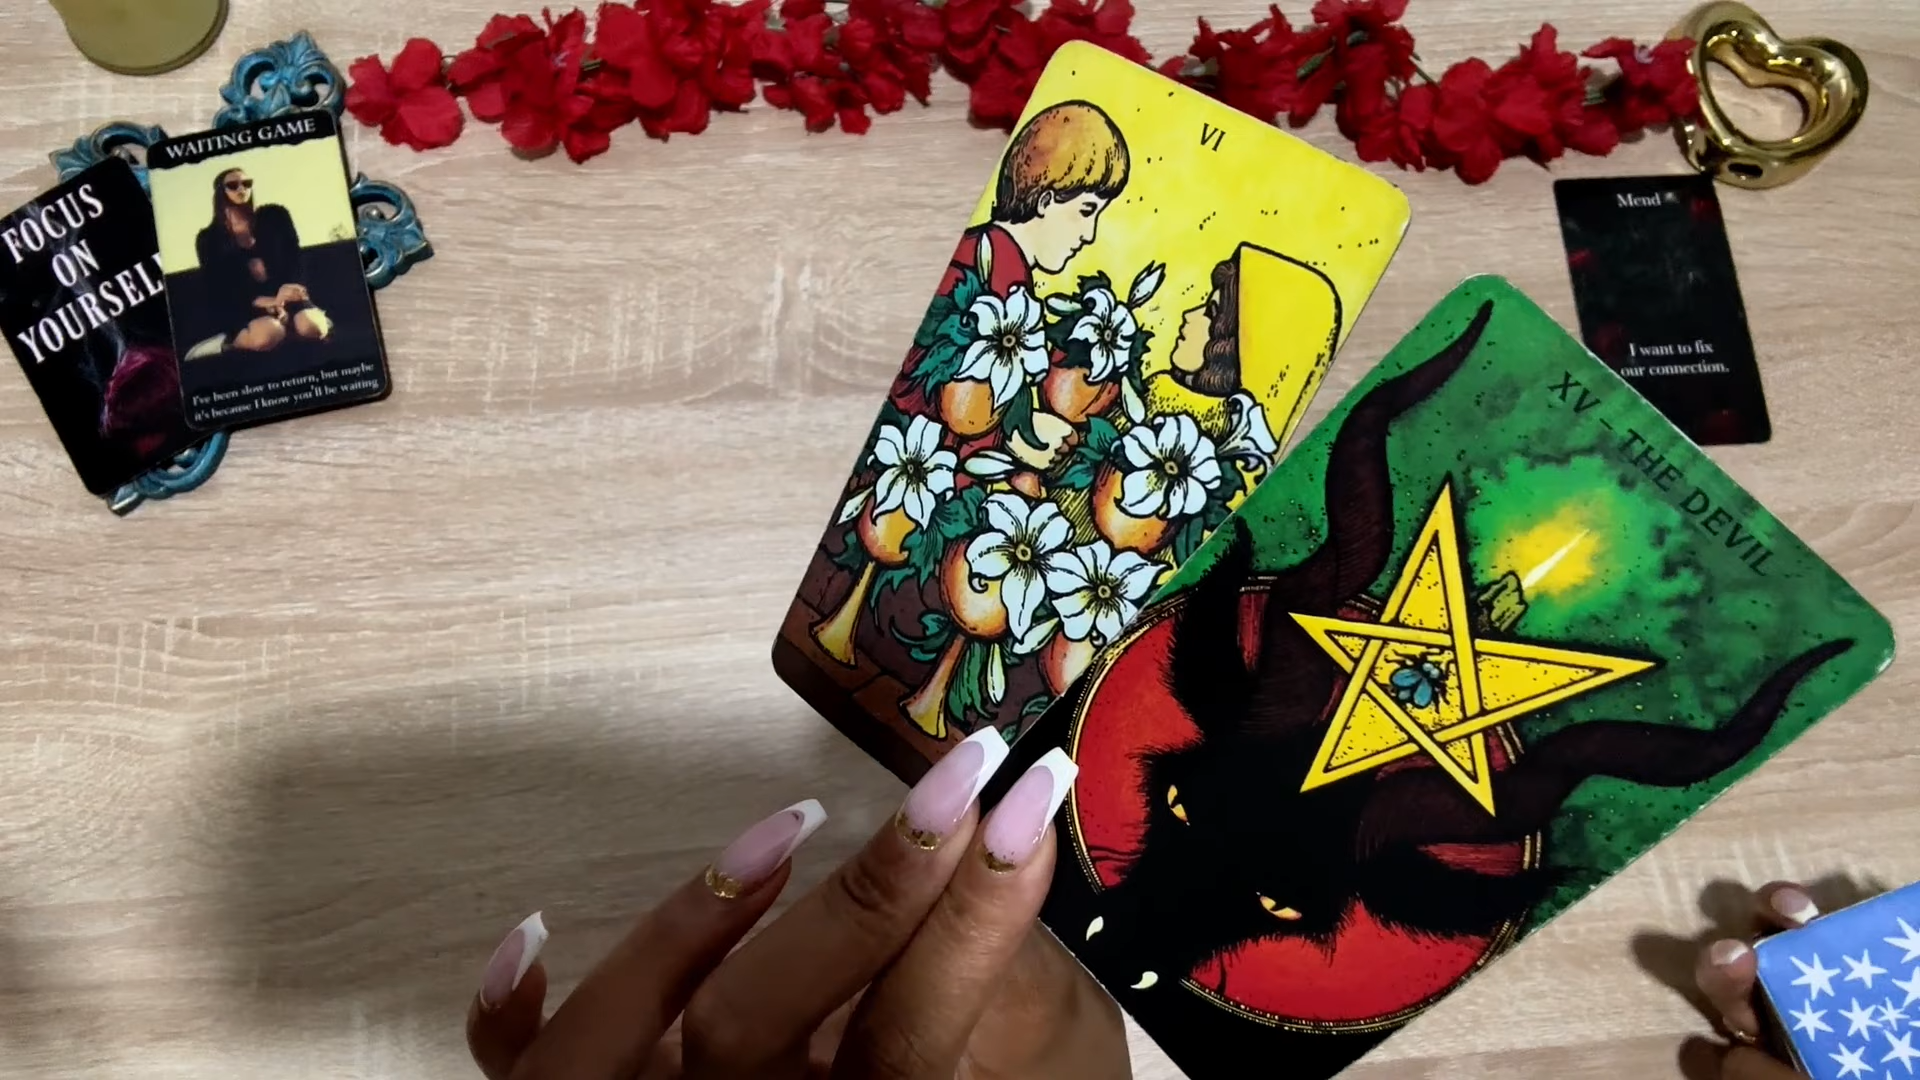 FOCUS
ON
YOURSEL
WAITING GAME
I've been slow to return, but maybe
it's because I know you'll be waiting
VI
XV – THE DEVIL
Mend
I want to fix
our connection.